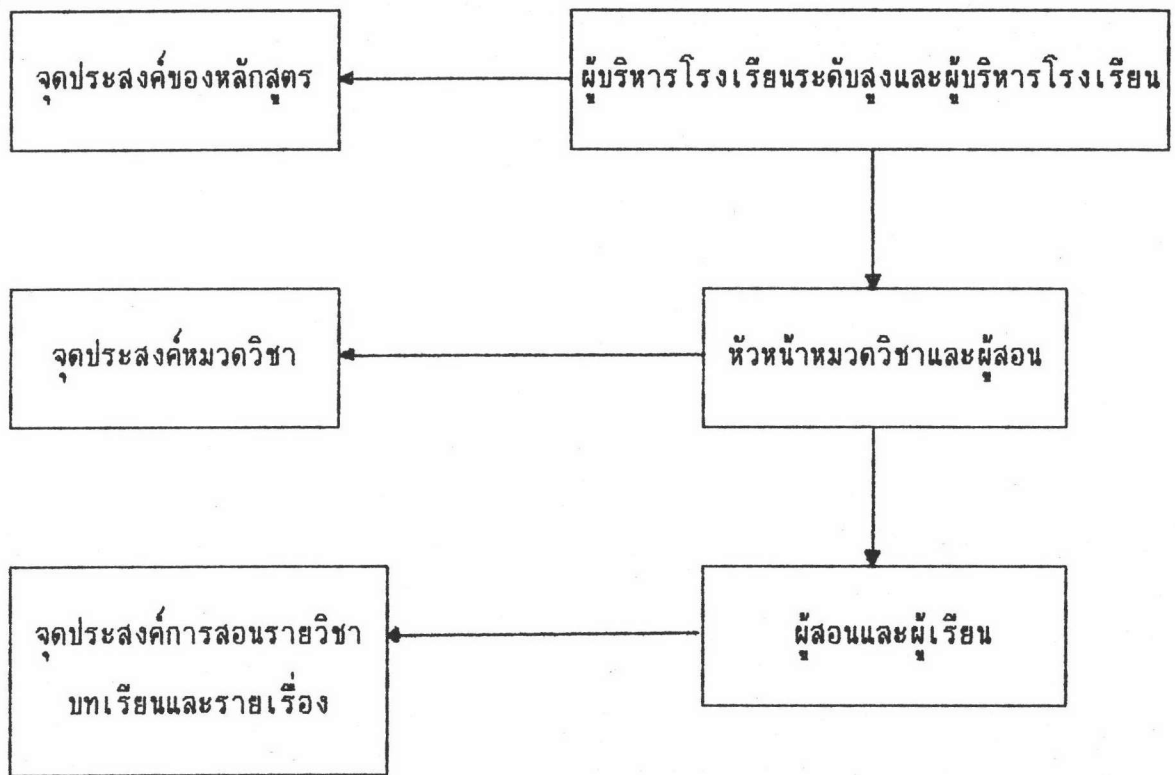 จุดประสงค์ของหลักสูตร
ผู้บริหารโรงเรียนระดับสูงและผู้บริหารโรงเรียน
จุดประสงค์หมวดวิชา
หัวหน้าหมวดวิชาและผู้สอน
จุดประสงค์การสอนรายวิชา
บทเรียนและรายเรื่อง
ผู้สอนและผู้เรียน